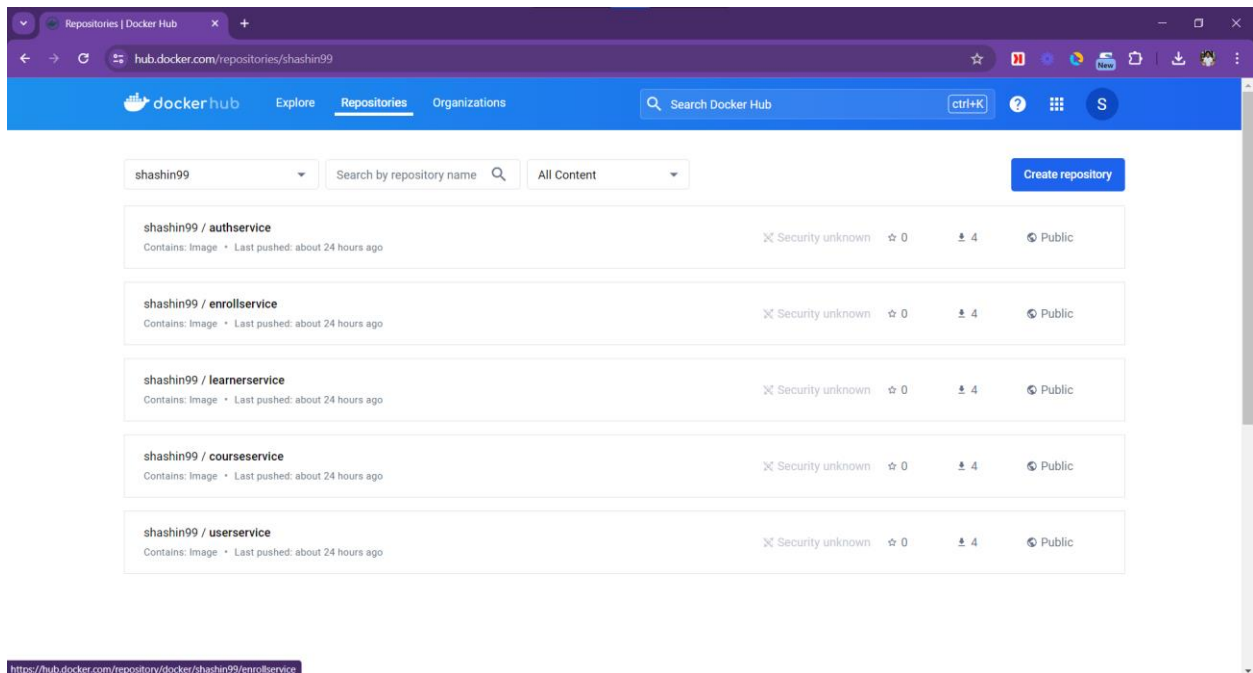 Repositories | Docker Hub
hub.docker.com/repositories/shashin99
New
dockerhub Explore Repositories Organizations Search Docker Hub ctrl+K ? S
shashin99 Search by repository name All Content Create repository
shashin99 / authservice
Contains: Image • Last pushed: about 24 hours ago
Security unknown 0 4 Public
shashin99 / enrollservice
Contains: Image • Last pushed: about 24 hours ago
Security unknown 0 4 Public
shashin99 / learnerservice
Contains: Image • Last pushed: about 24 hours ago
Security unknown 0 4 Public
shashin99 / courseservice
Contains: Image • Last pushed: about 24 hours ago
Security unknown 0 4 Public
shashin99 / userservice
Contains: Image • Last pushed: about 24 hours ago
Security unknown 0 4 Public
https://hub.docker.com/repository/docker/shashin99/enrollservice